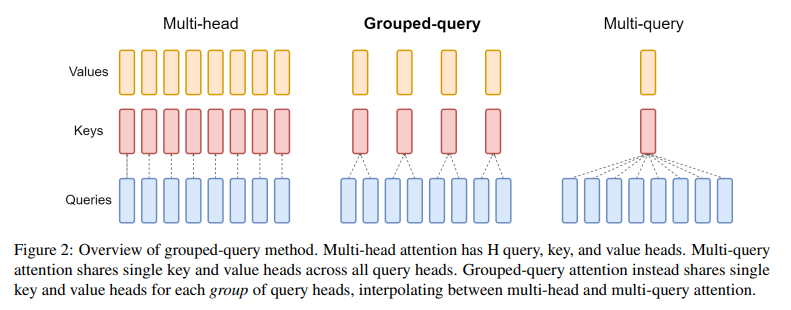 Multi-head
Grouped-query
Multi-query
Values
Keys
Queries
Figure 2: Overview of grouped-query method. Multi-head attention has H query, key, and value heads. Multi-query
attention shares single key and value heads across all query heads. Grouped-query attention instead shares single
key and value heads for each group of query heads, interpolating between multi-head and multi-query attention.